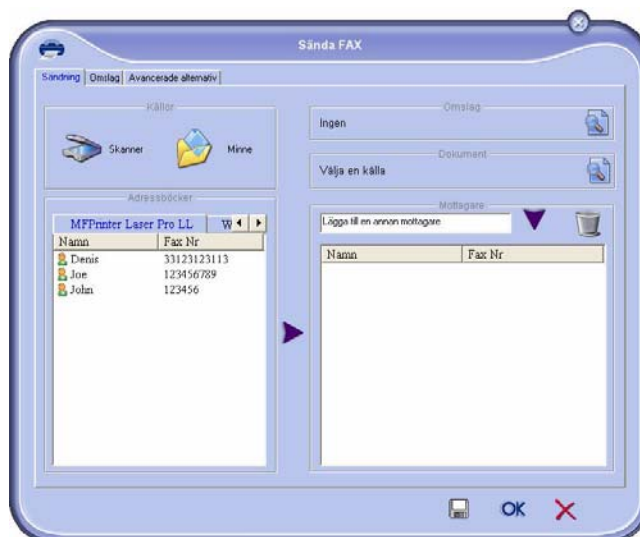 Sända FAX
Sändning Omslag Avancerade alternativ
Källor
Skanner
Minne
Adressböcker
MFPrinter Laser Pro LL W
Namn Fax Nr
Denis 33123123113
Joe 123456789
John 123456
Omslag
Ingen
Dokument
Välja en källa
Mottagare
Lägga till en annan mottagare
Namn Fax Nr
OK